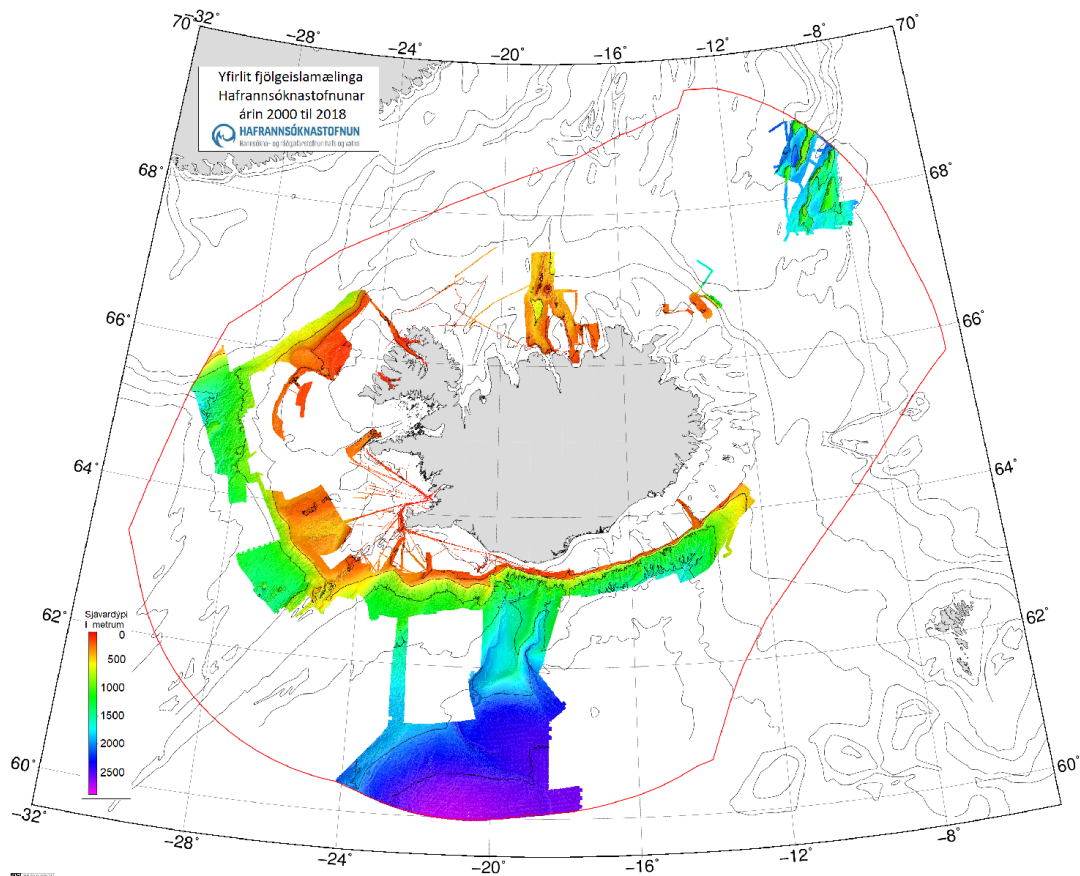 −32° −28° −24° −20° −16° −12° −8°
70° 70°
Yfirlit fjölgeislamælinga
Hafrannsóknastofnunar
árin 2000 til 2018
HAFRANNSÓKNASTOFNUN
68° 68°
66° 66°
64° 64°
62° 62°
Sjávardýpi
í metrum
0
500
1000
1500
2000
2500
60° 60°
−32° −28° −24° −20° −16° −12° −8°